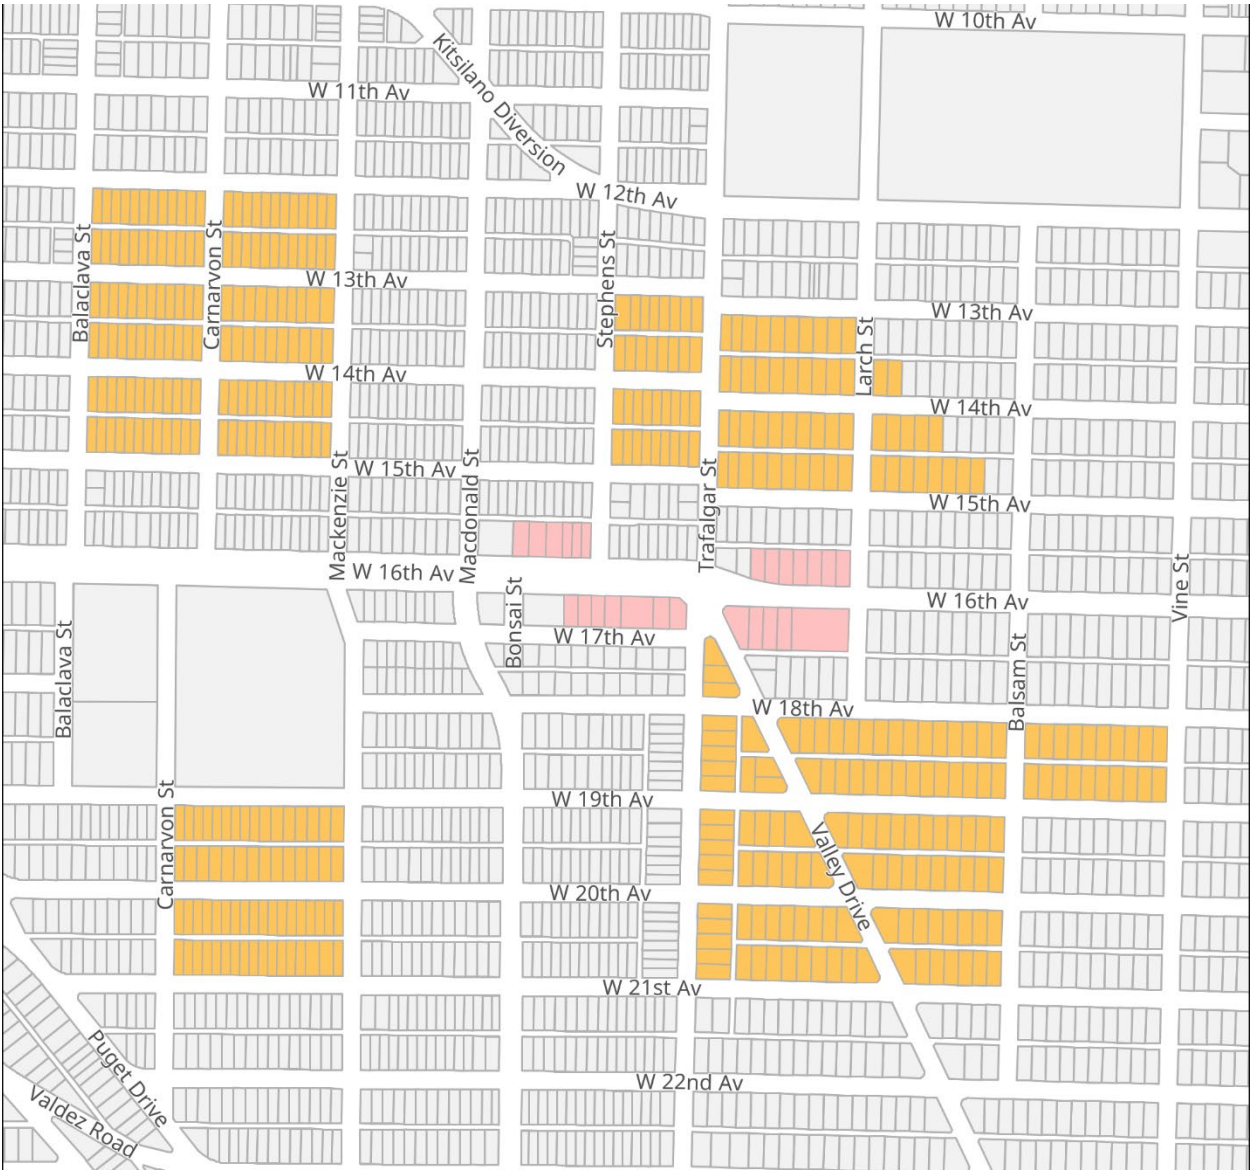 W 10th Av
Kitsilano Diversion
W 11th Av
W 12th Av
Balaclava St
Carnarvon St
Stephens St
W 13th Av
W 13th Av
Larch St
W 14th Av
W 14th Av
Mackenzie St
Macdonald St
W 15th Av
Trafalgar St
W 15th Av
W 16th Av
Bonsai St
Vine St
W 16th Av
Balaclava St
W 17th Av
Balsam St
W 18th Av
Carnarvon St
W 19th Av
Valley Drive
W 20th Av
W 21st Av
Puget Drive
W 22nd Av
Valdez Road